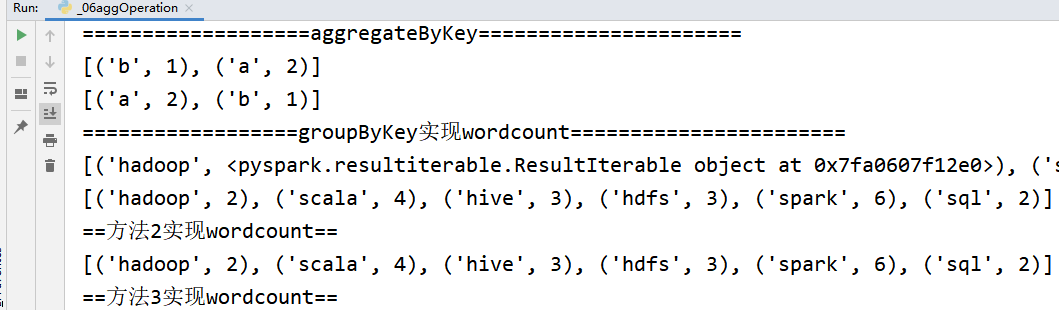 Run: _06aggOperation ×
===================aggregateByKey======================
[('b', 1), ('a', 2)]
[('a', 2), ('b', 1)]
==================groupByKey实现wordcount=======================
[('hadoop', <pyspark.resultiterable.ResultIterable object at 0x7fa0607f12e0>), ('s
[('hadoop', 2), ('scala', 4), ('hive', 3), ('hdfs', 3), ('spark', 6), ('sql', 2)]
==方法2实现wordcount==
[('hadoop', 2), ('scala', 4), ('hive', 3), ('hdfs', 3), ('spark', 6), ('sql', 2)]
==方法3实现wordcount==